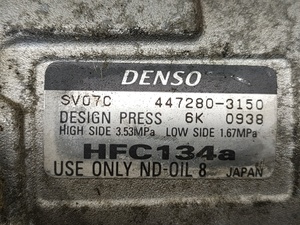 DENSO
SV07C 447280-3150
DESIGN PRESS 6K 0938
HIGH SIDE 3.53MPa LOW SIDE 1.67MPa
HFC134a
USE ONLY ND-OIL 8 JAPAN